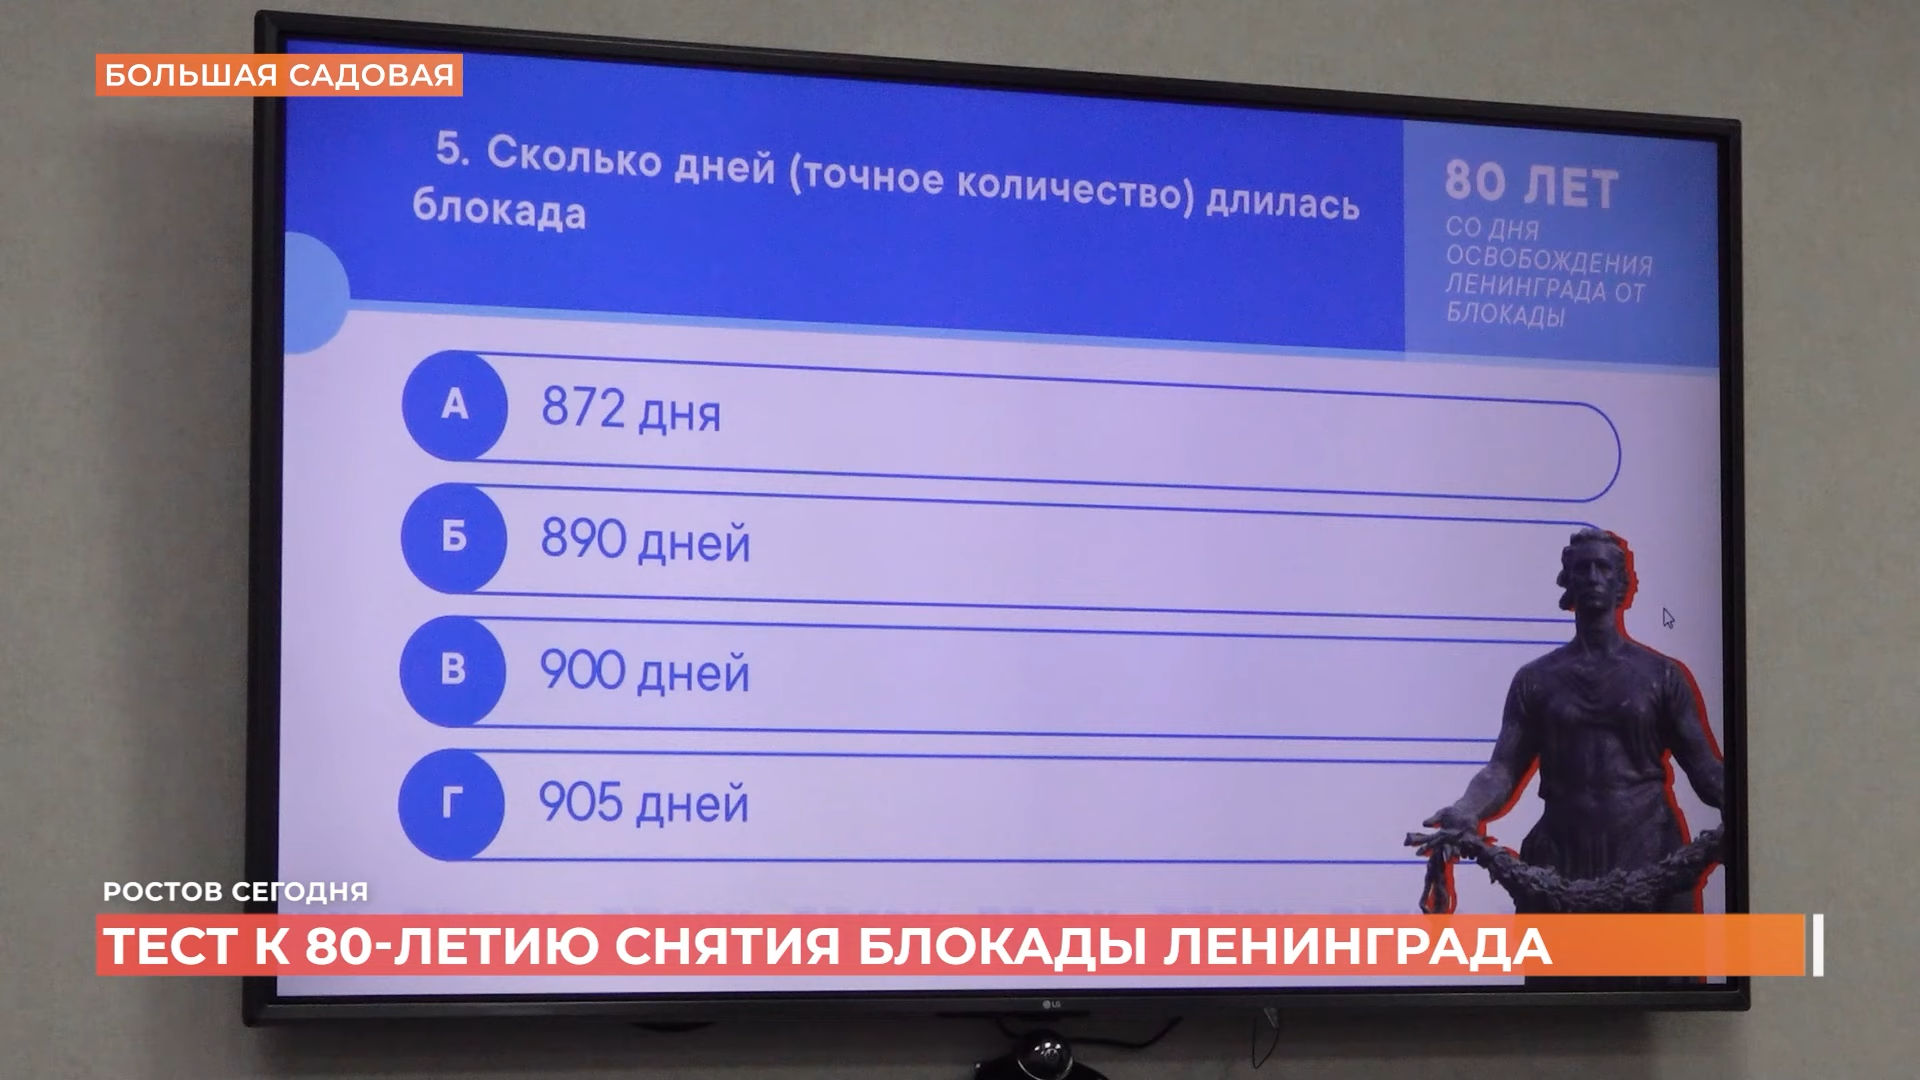 БОЛЬШАЯ САДОВАЯ
5. Сколько дней (точное количество) длилась
блокада
80 ЛЕТ
СО ДНЯ
ОСВОБОЖДЕНИЯ
ЛЕНИНГРАДА ОТ
БЛОКАДЫ
А 872 дня
Б 890 дней
В 900 дней
Г 905 дней
РОСТОВ СЕГОДНЯ
ТЕСТ К 80-ЛЕТИЮ СНЯТИЯ БЛОКАДЫ ЛЕНИНГРАДА
LG